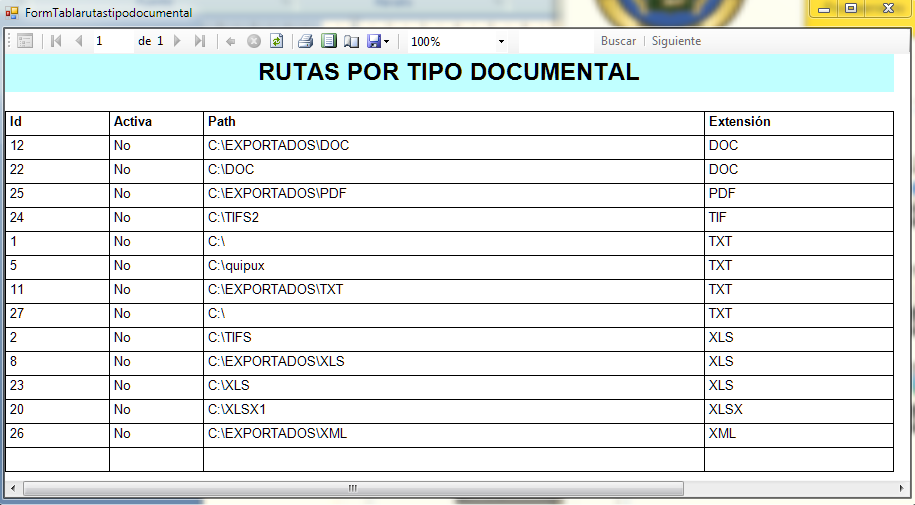 FormTablarutastipodocumental
1 de 1 100% Buscar | Siguiente
RUTAS POR TIPO DOCUMENTAL
Id Activa Path Extensión
12 No C:\EXPORTADOS\DOC DOC
22 No C:\DOC DOC
25 No C:\EXPORTADOS\PDF PDF
24 No C:\TIFS2 TIF
1 No C:\ TXT
5 No C:\quipux TXT
11 No C:\EXPORTADOS\TXT TXT
27 No C:\ TXT
2 No C:\TIFS XLS
8 No C:\EXPORTADOS\XLS XLS
23 No C:\XLS XLS
20 No C:\XLSX1 XLSX
26 No C:\EXPORTADOS\XML XML